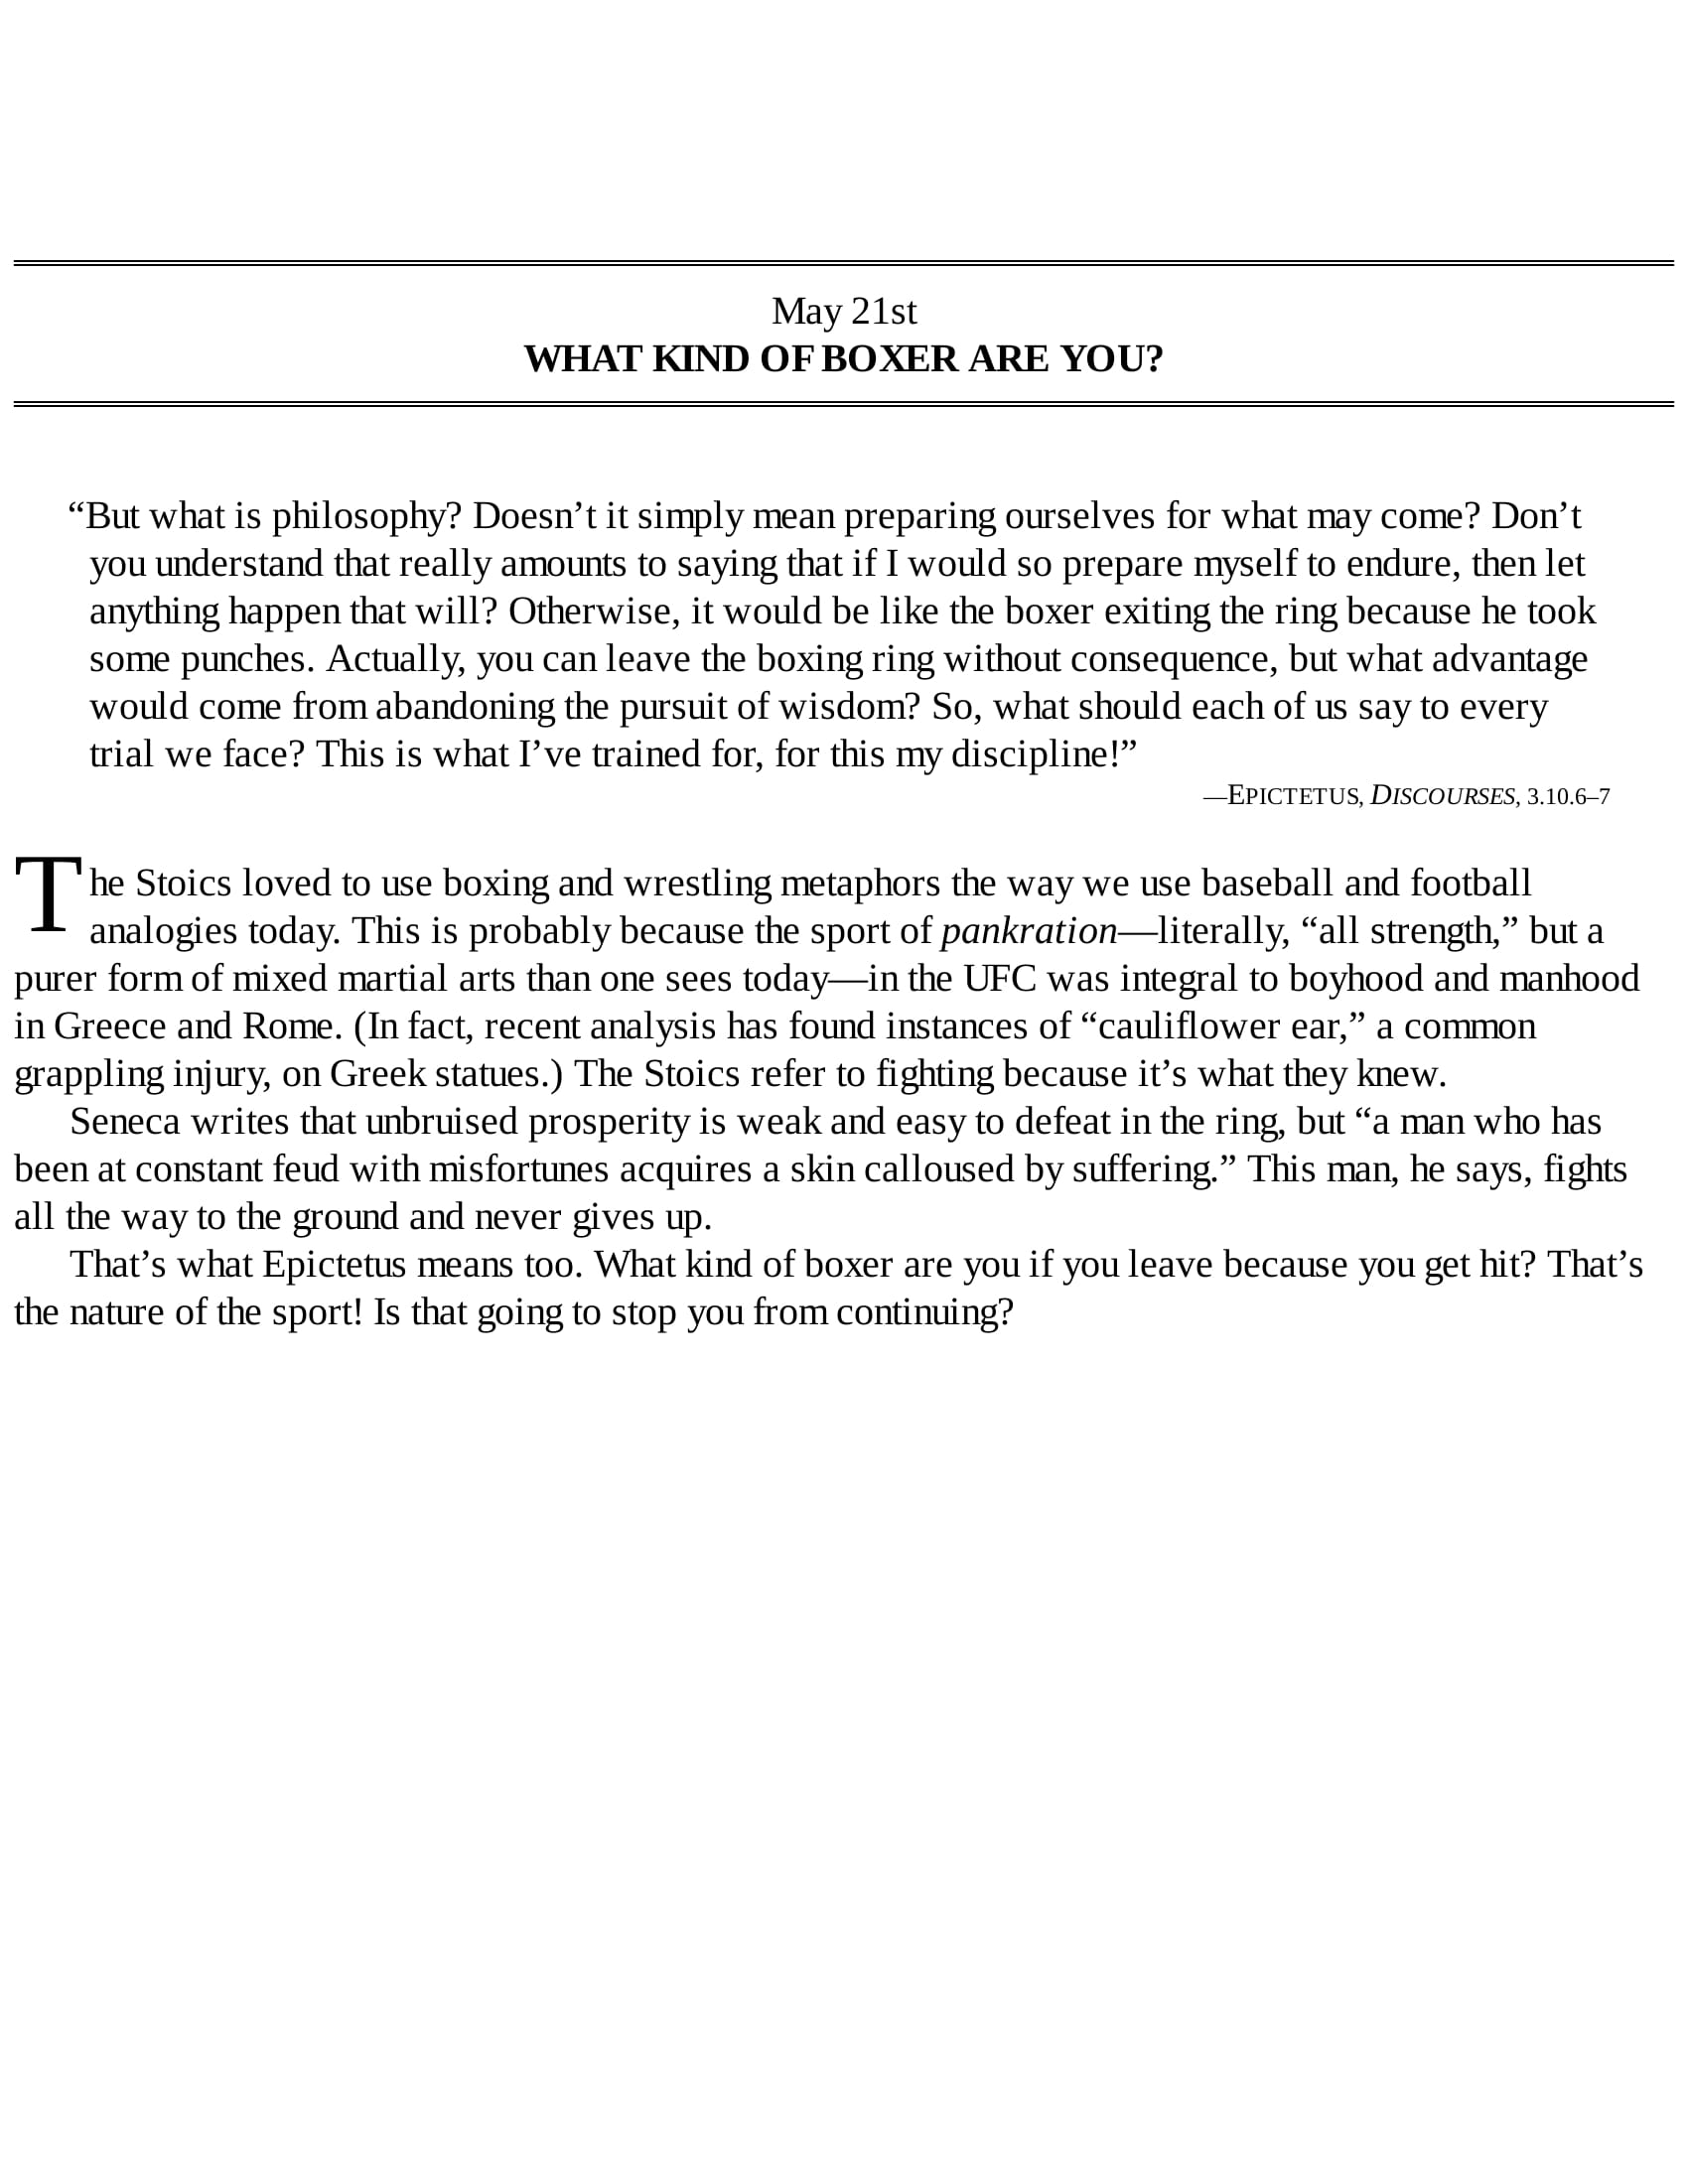 May 21st
WHAT KIND OF BOXER ARE YOU?
“But what is philosophy? Doesn’t it simply mean preparing ourselves for what may come? Don’t
you understand that really amounts to saying that if I would so prepare myself to endure, then let
anything happen that will? Otherwise, it would be like the boxer exiting the ring because he took
some punches. Actually, you can leave the boxing ring without consequence, but what advantage
would come from abandoning the pursuit of wisdom? So, what should each of us say to every
trial we face? This is what I’ve trained for, for this my discipline!”
—EPICTETUS, DISCOURSES, 3.10.6–7
The Stoics loved to use boxing and wrestling metaphors the way we use baseball and football
analogies today. This is probably because the sport of pankration—literally, “all strength,” but a
purer form of mixed martial arts than one sees today—in the UFC was integral to boyhood and manhood
in Greece and Rome. (In fact, recent analysis has found instances of “cauliflower ear,” a common
grappling injury, on Greek statues.) The Stoics refer to fighting because it’s what they knew.
Seneca writes that unbruised prosperity is weak and easy to defeat in the ring, but “a man who has
been at constant feud with misfortunes acquires a skin calloused by suffering.” This man, he says, fights
all the way to the ground and never gives up.
That’s what Epictetus means too. What kind of boxer are you if you leave because you get hit? That’s
the nature of the sport! Is that going to stop you from continuing?